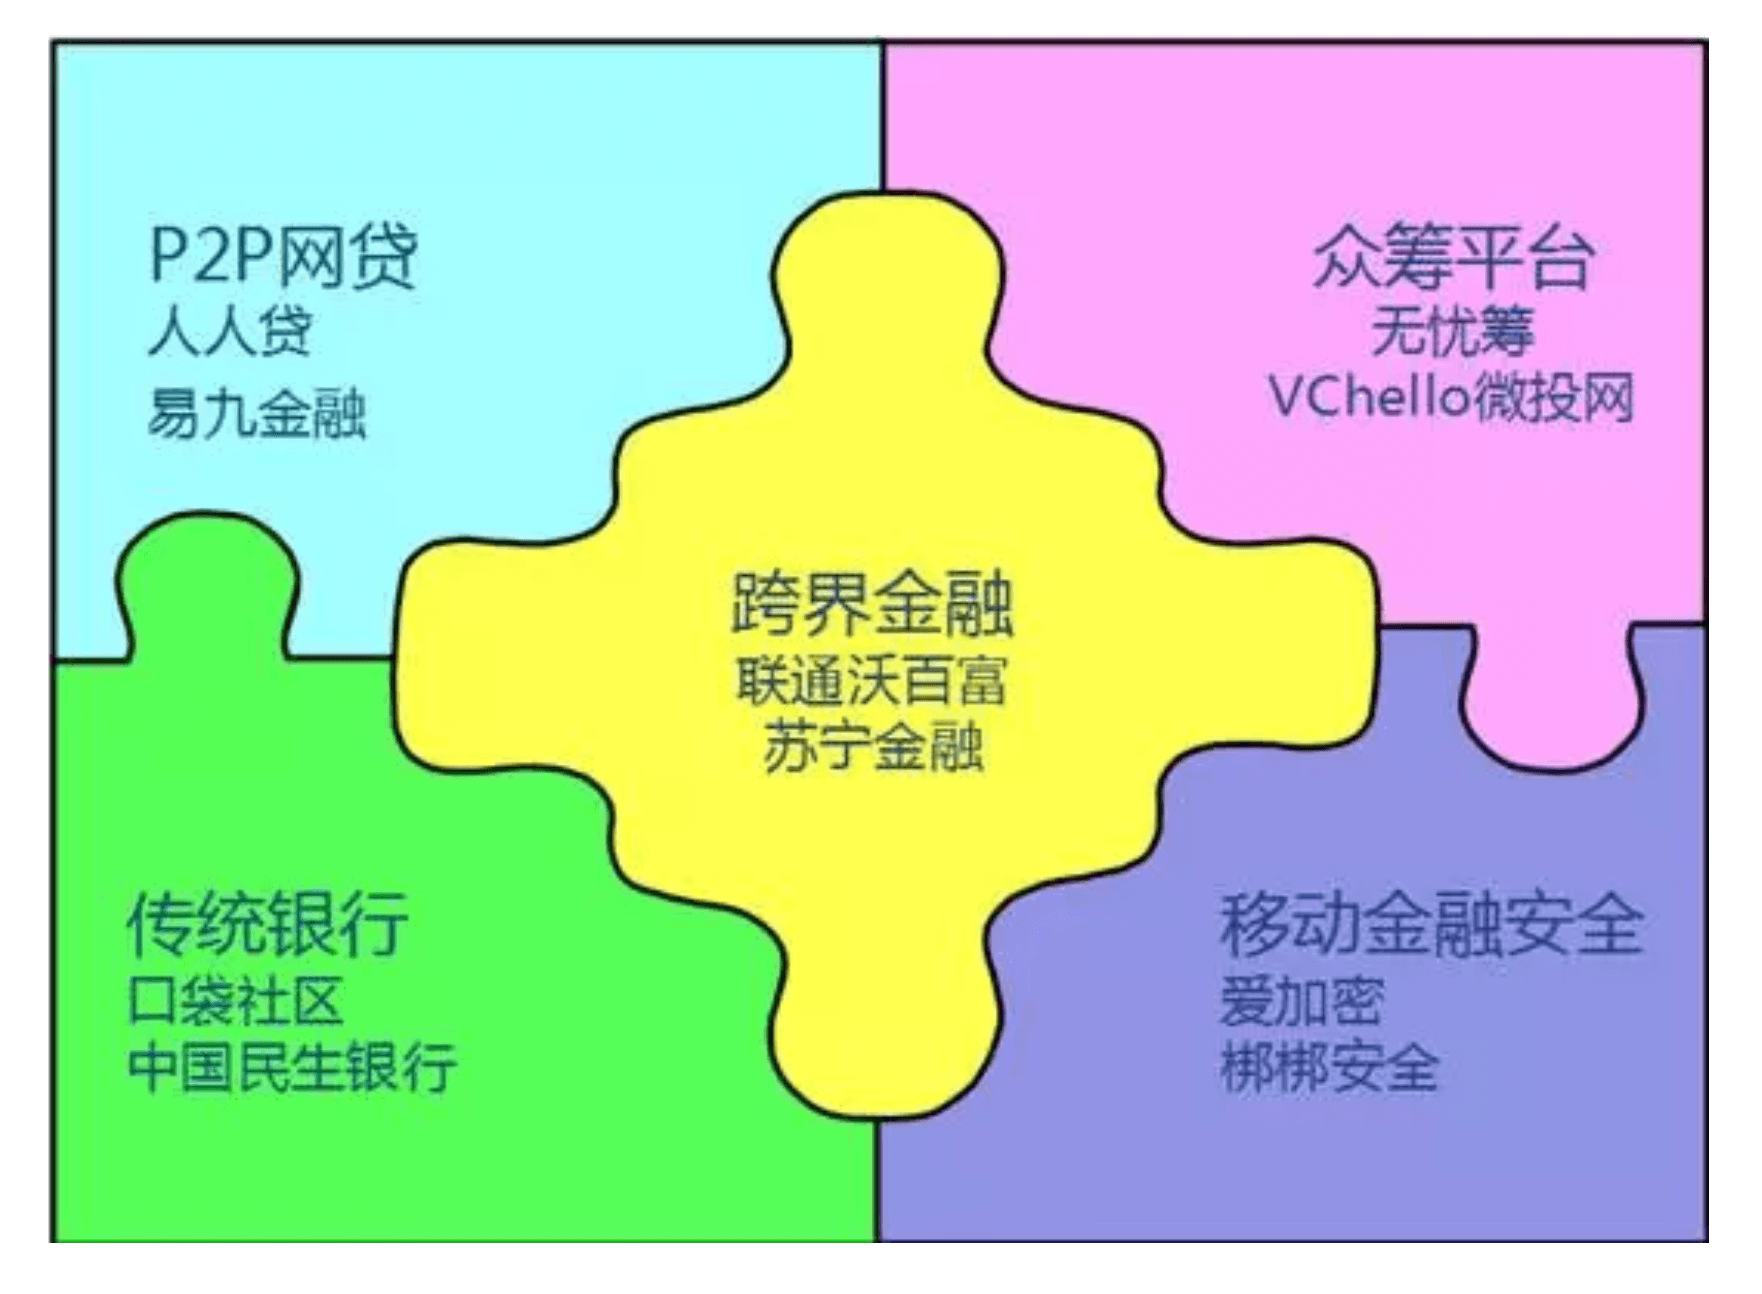 P2P网贷
人人贷
易九金融
众筹平台
无忧筹
VChello微投网
跨界金融
联通沃百富
苏宁金融
传统银行
口袋社区
中国民生银行
移动金融安全
爱加密
梆梆安全